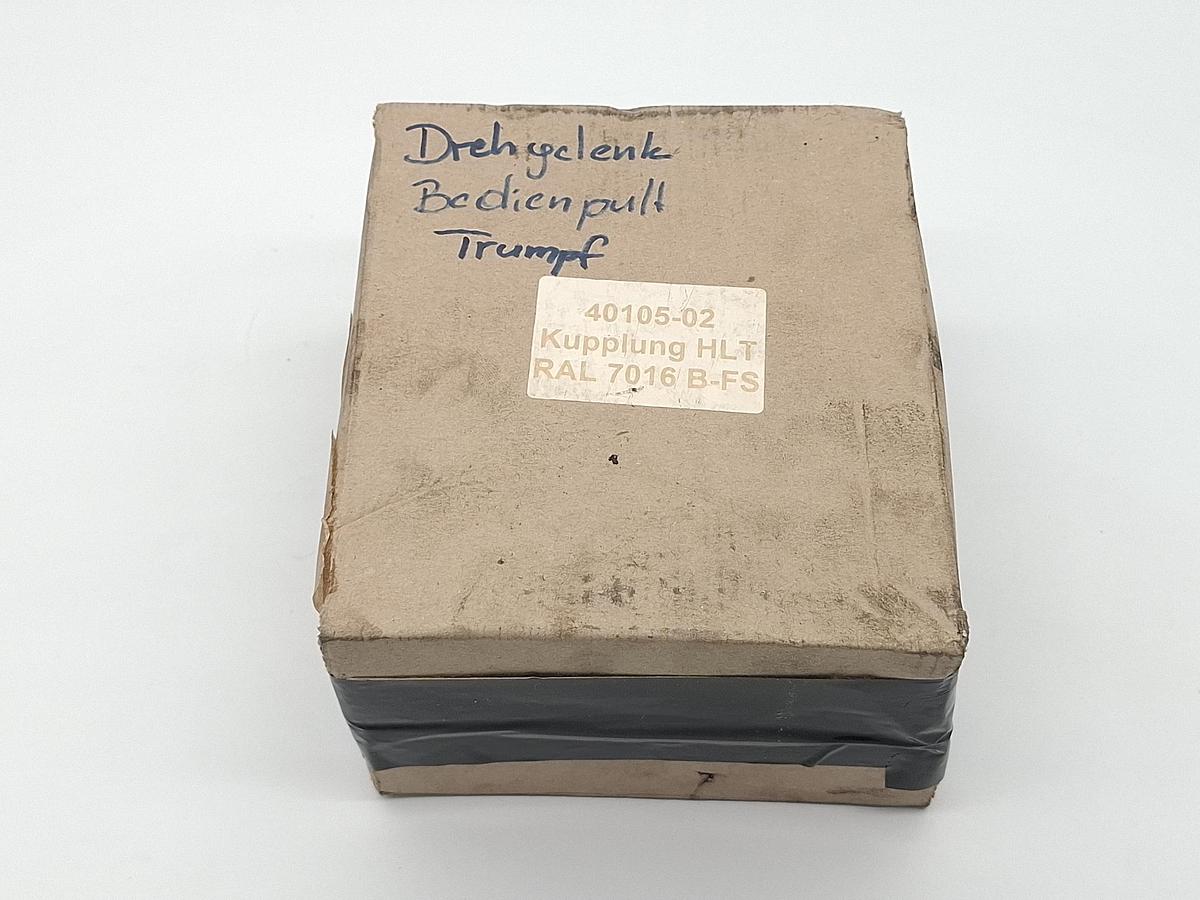 Drehgelenk
Bedienpult
Trumpf
40105-02
Kupplung HLT
RAL 7016 B-FS